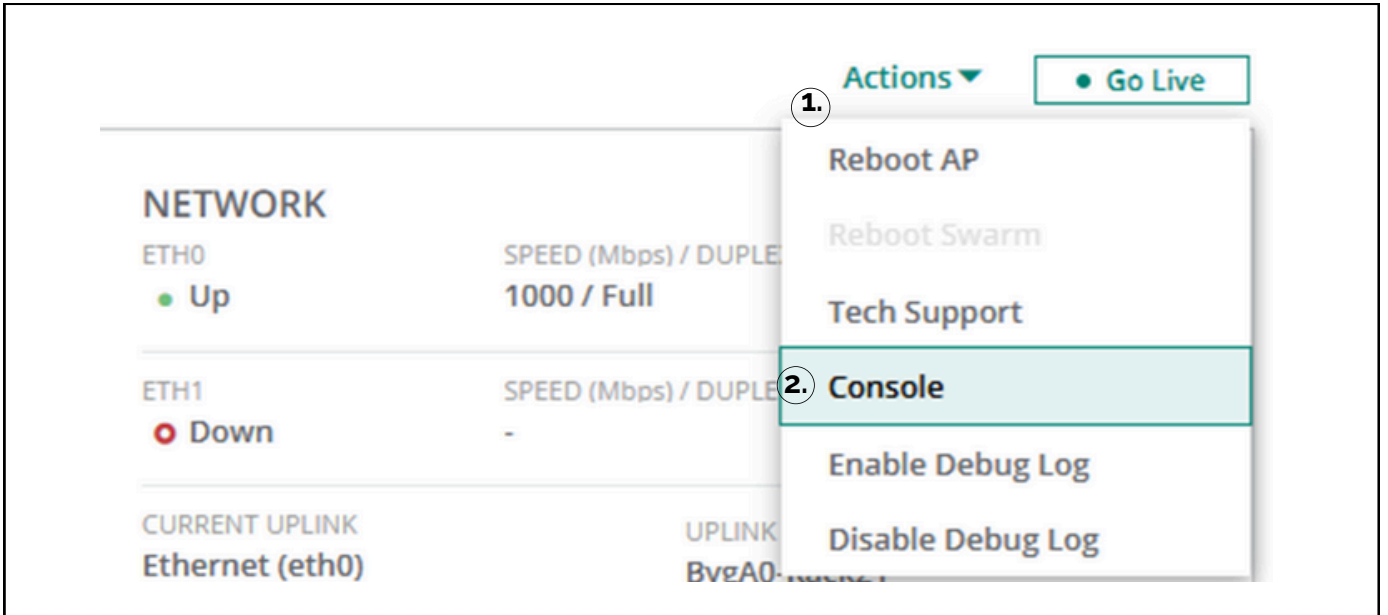 Actions
Go Live
1.
Reboot AP
NETWORK
Reboot Swarm
ETH0
SPEED (Mbps) / DUPLE
Up
1000 / Full
Tech Support
ETH1
SPEED (Mbps) / DUPLE
2.
Console
Down
-
Enable Debug Log
CURRENT UPLINK
UPLINK
Disable Debug Log
Ethernet (eth0)